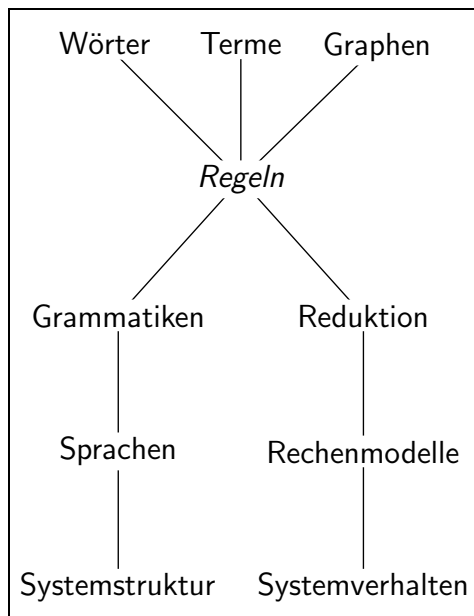 Wörter Terme Graphen
Regeln
Grammatiken Reduktion
Sprachen Rechenmodelle
Systemstruktur Systemverhalten